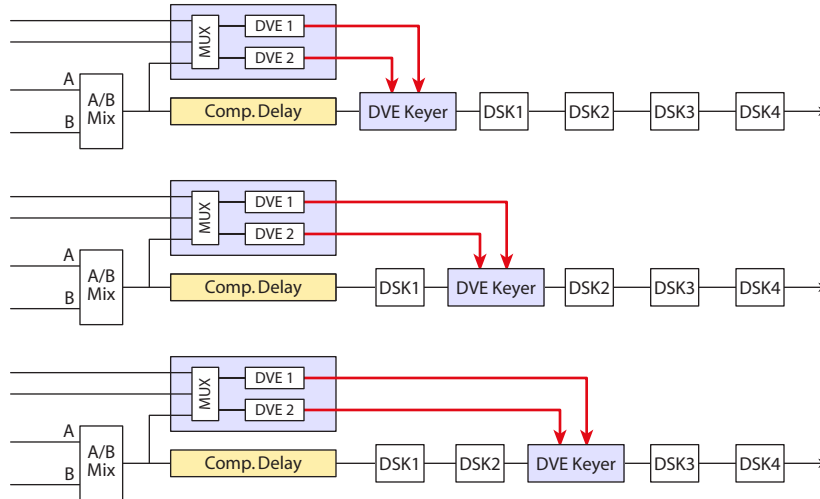 DVE 1
MUX
DVE 2
A
A/B
Mix
B
Comp. Delay
DVE Keyer
DSK1
DSK2
DSK3
DSK4
DVE 1
MUX
DVE 2
A
A/B
Mix
B
Comp. Delay
DSK1
DVE Keyer
DSK2
DSK3
DSK4
DVE 1
MUX
DVE 2
A
A/B
Mix
B
Comp. Delay
DSK1
DSK2
DVE Keyer
DSK3
DSK4